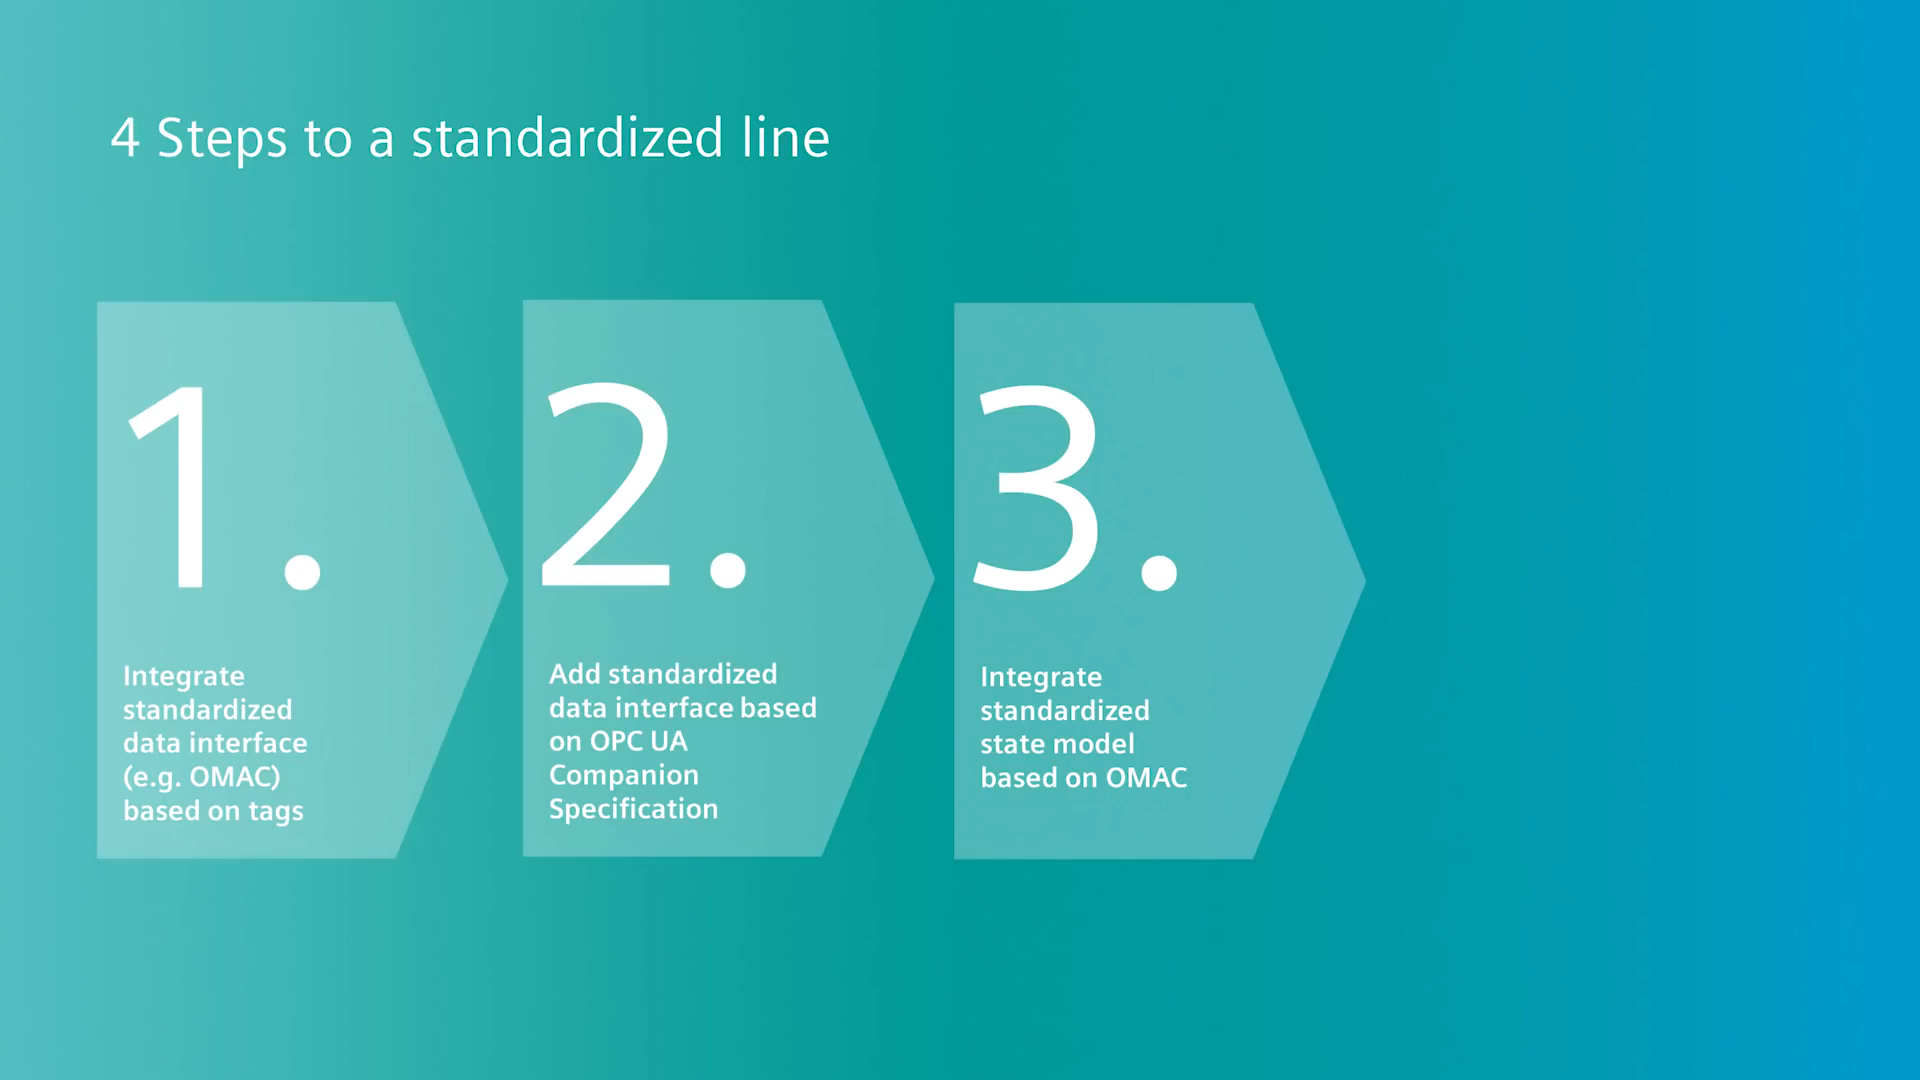 4 Steps to a standardized line
1.
Integrate
standardized
data interface
(e.g. OMAC)
based on tags
2.
Add standardized
data interface based
on OPC UA
Companion
Specification
3.
Integrate
standardized
state model
based on OMAC